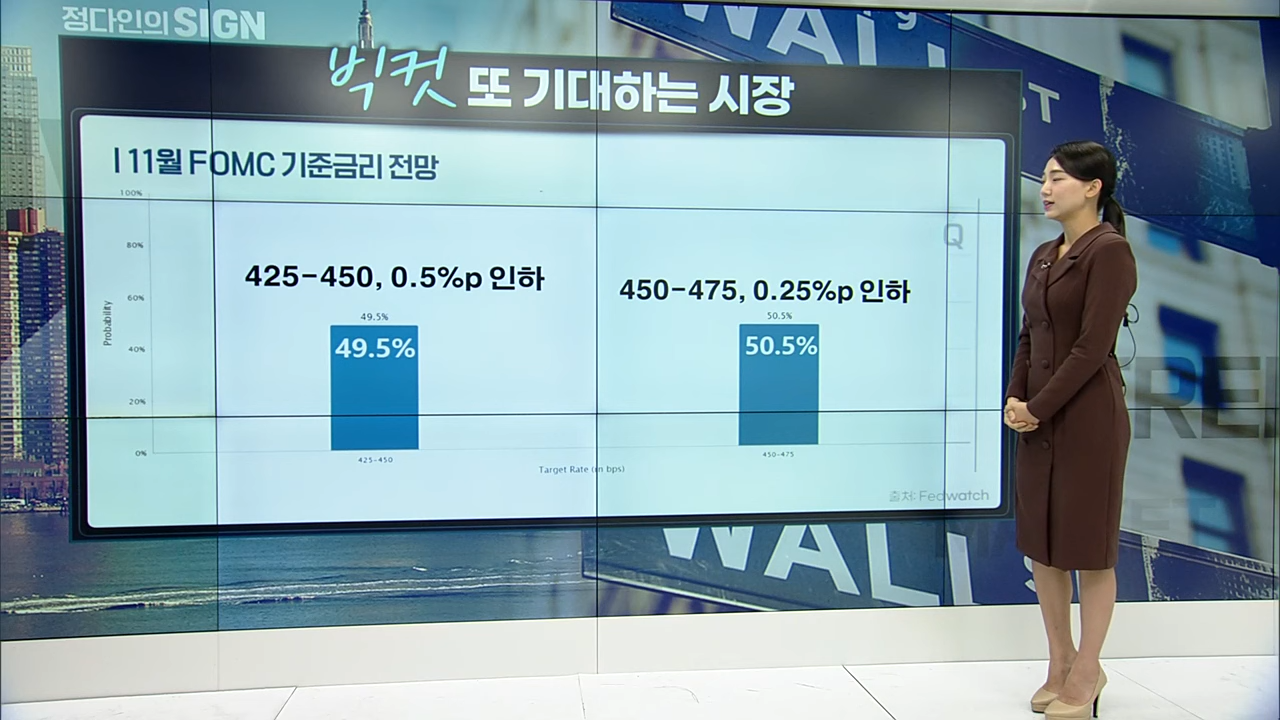 정다인의 SIGN
빅컷 또 기대하는 시장
WALL ST
11월 FOMC 기준금리 전망
100%
80%
60%
40%
20%
0%
Probability
425-450, 0.5%p 인하
49.5%
49.5%
425-450
450-475, 0.25%p 인하
50.5%
50.5%
450-475
Q
Target Rate (in bps)
출처: Fedwatch
WALL S